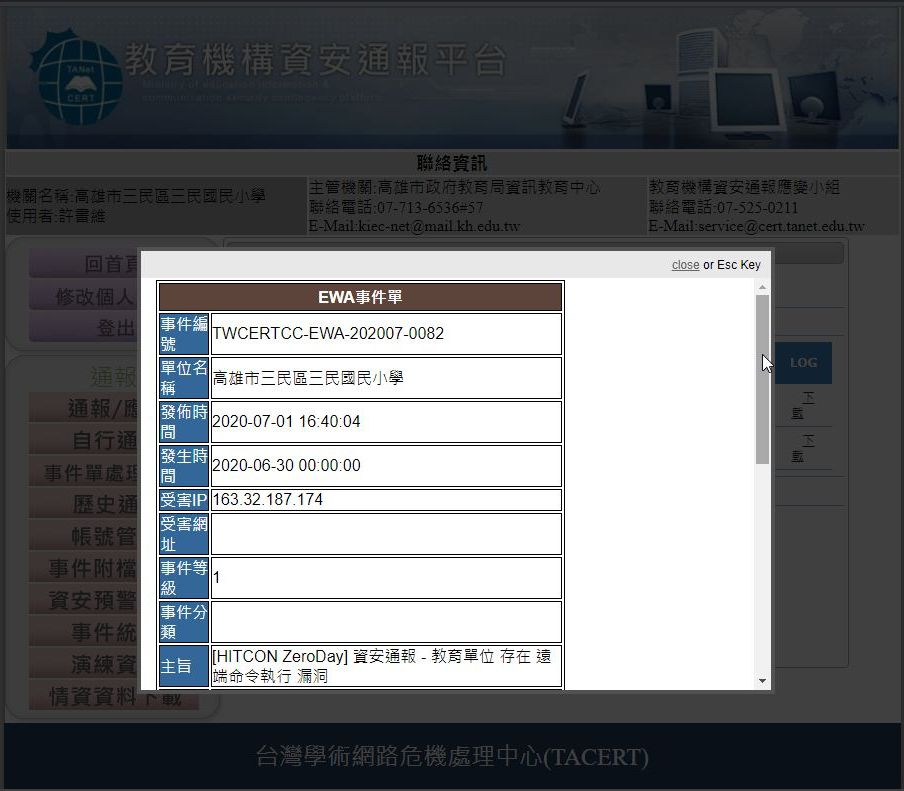 TANet
CERT
教育機構資安通報平台
Ministry of education information &
communication security contingency platform
聯絡資訊
機關名稱:高雄市三民區三民國民小學
使用者:許書維
主管機關:高雄市政府教育局資訊教育中心
聯絡電話:07-713-6536#57
E-Mail:kiec-net@mail.kh.edu.tw
教育機構資安通報應變小組
聯絡電話:07-525-0211
E-Mail:service@cert.tanet.edu.tw
回首頁
修改個人
登出
通報
通報/應
自行通
事件單處理
歷史通
帳號管
事件附檔
資安預警
事件統
演練資
情資資料下載
close or Esc Key
EWA事件單
事件編號
TWCERTCC-EWA-202007-0082
單位名稱
高雄市三民區三民國民小學
發佈時間
2020-07-01 16:40:04
發生時間
2020-06-30 00:00:00
受害IP
163.32.187.174
受害網址
事件等級
1
事件分類
主旨
[HITCON ZeroDay] 資安通報 - 教育單位 存在 遠
端命令執行 漏洞
LOG
下載
下載
台灣學術網路危機處理中心(TACERT)